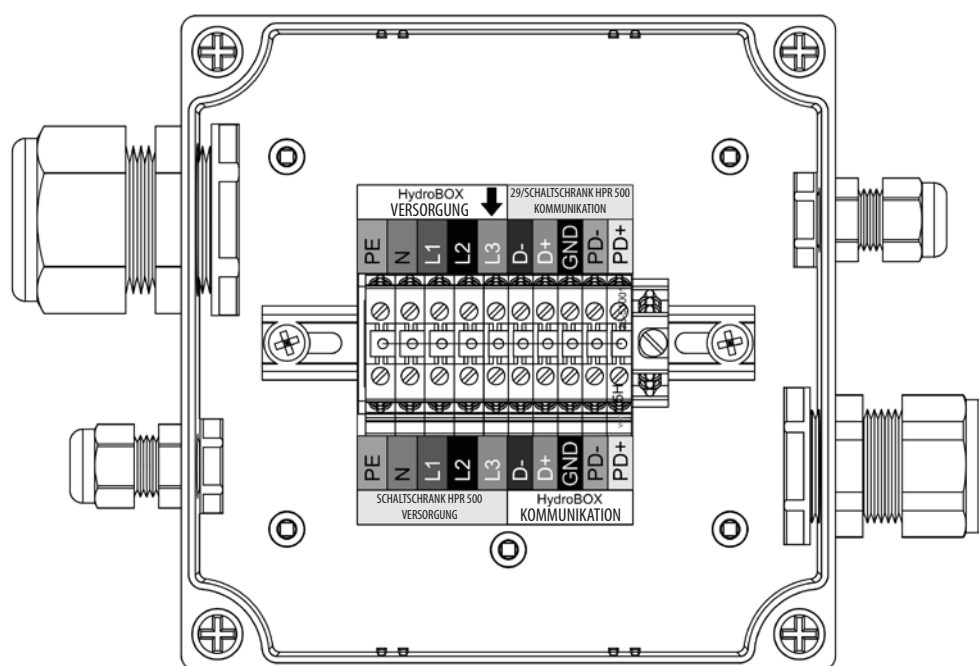 HydroBOX
VERSORGUNG
29/SCHALTSCHRANK HPR 500
KOMMUNIKATION
PE N L1 L2 L3 D- D+ GND PD- PD+
PE N L1 L2 L3 D- D+ GND PD- PD+
SCHALTSCHRANK HPR 500
VERSORGUNG
HydroBOX
KOMMUNIKATION